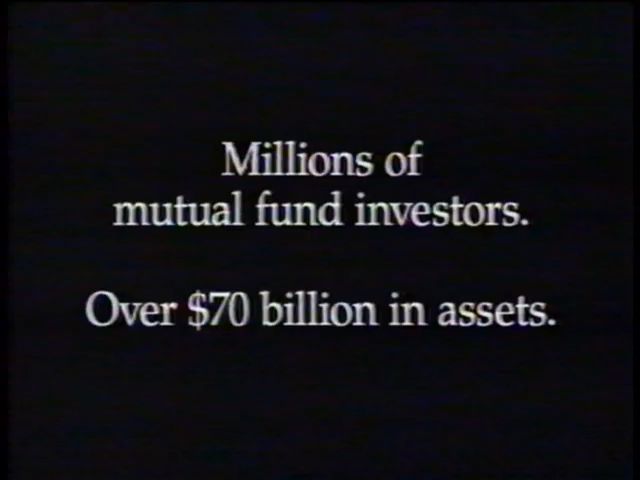 Millions of
mutual fund investors.
Over $70 billion in assets.